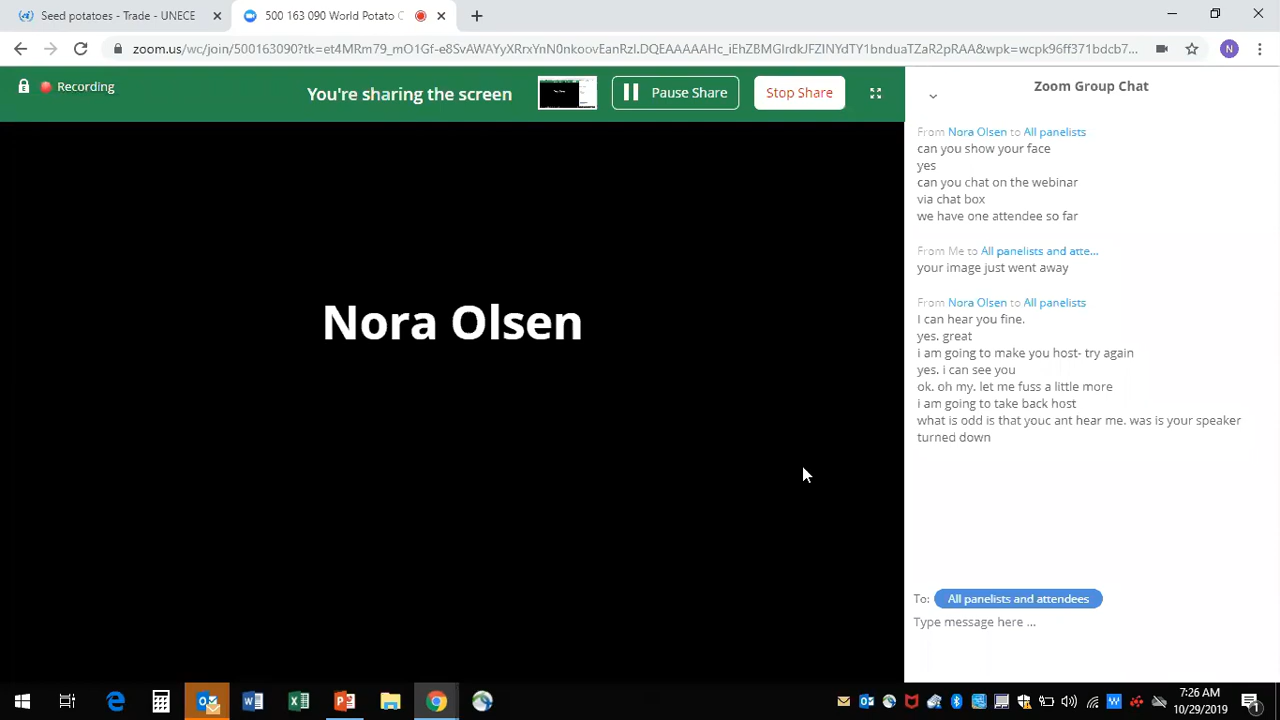 Seed potatoes - Trade - UNECE
500 163 090 World Potato C
zoom.us/wc/join/500163090?tk=et4MRm79_mO1Gf-e8SvAWAYyXRrxYnN0nkoovEanRzI.DQEAAAAAHc_iEhZBMGlrdkJFZINYdTY1bnduaTZaR2pRAA&wpk=wcpk96ff371bdcb7...
N
Recording
You're sharing the screen
Pause Share
Stop Share
Zoom Group Chat
From Nora Olsen to All panelists
can you show your face
yes
can you chat on the webinar
via chat box
we have one attendee so far
From Me to All panelists and atte...
your image just went away
From Nora Olsen to All panelists
I can hear you fine.
yes. great
i am going to make you host- try again
yes. i can see you
ok. oh my. let me fuss a little more
i am going to take back host
what is odd is that youc ant hear me. was is your speaker
turned down
Nora Olsen
To: All panelists and attendees
Type message here ...
7:26 AM
10/29/2019